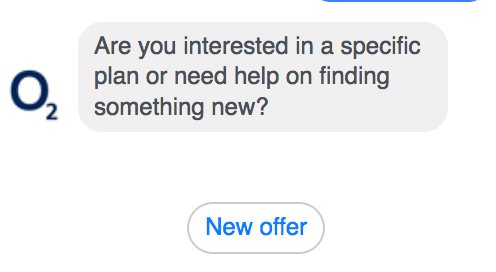 Are you interested in a specific
O2 plan or need help on finding
something new?
New offer